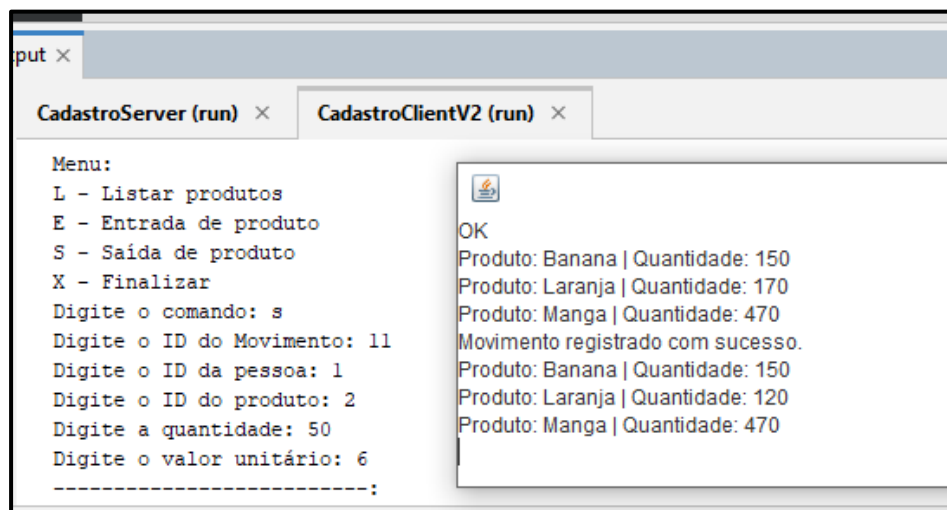 put ×
CadastroServer (run) ×
CadastroClientV2 (run) ×
Menu:
L - Listar produtos
E - Entrada de produto
S - Saída de produto
X - Finalizar
Digite o comando: s
Digite o ID do Movimento: 11
Digite o ID da pessoa: 1
Digite o ID do produto: 2
Digite a quantidade: 50
Digite o valor unitário: 6
--------------------------:
OK
Produto: Banana | Quantidade: 150
Produto: Laranja | Quantidade: 170
Produto: Manga | Quantidade: 470
Movimento registrado com sucesso.
Produto: Banana | Quantidade: 150
Produto: Laranja | Quantidade: 120
Produto: Manga | Quantidade: 470